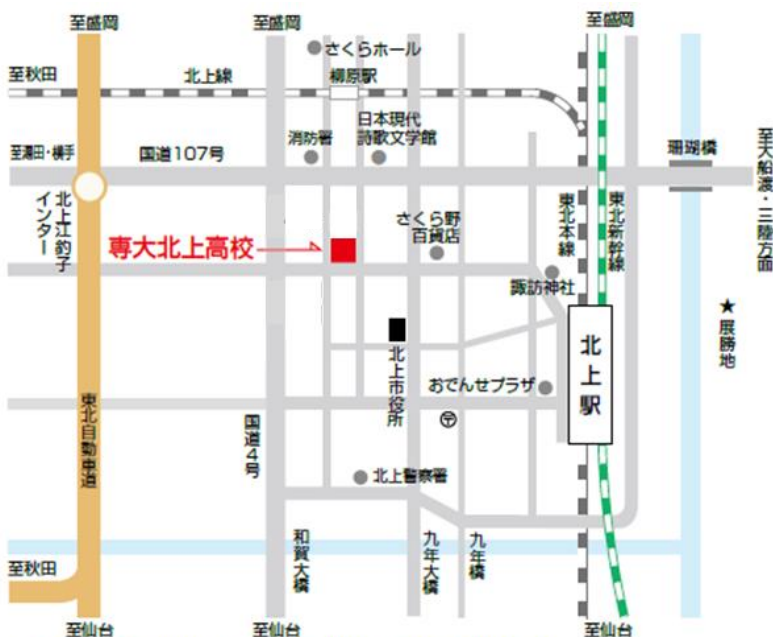 至盛岡
至盛岡
至盛岡
さくらホール
至秋田
北上線
柳原駅
日本現代
詩歌文学館
消防署
至湯田・横手
国道107号
珊瑚橋
至大船渡・三陸方面
北上江釣子
インター
さくら野
百貨店
東北本線
東北新幹線
専大北上高校
諏訪神社
★展勝地
北上駅
北上市役所
おでんせプラザ
東北自動車道
国道4号
〒
北上警察署
和賀大橋
九年大橋
九年橋
至秋田
至仙台
至仙台
至仙台